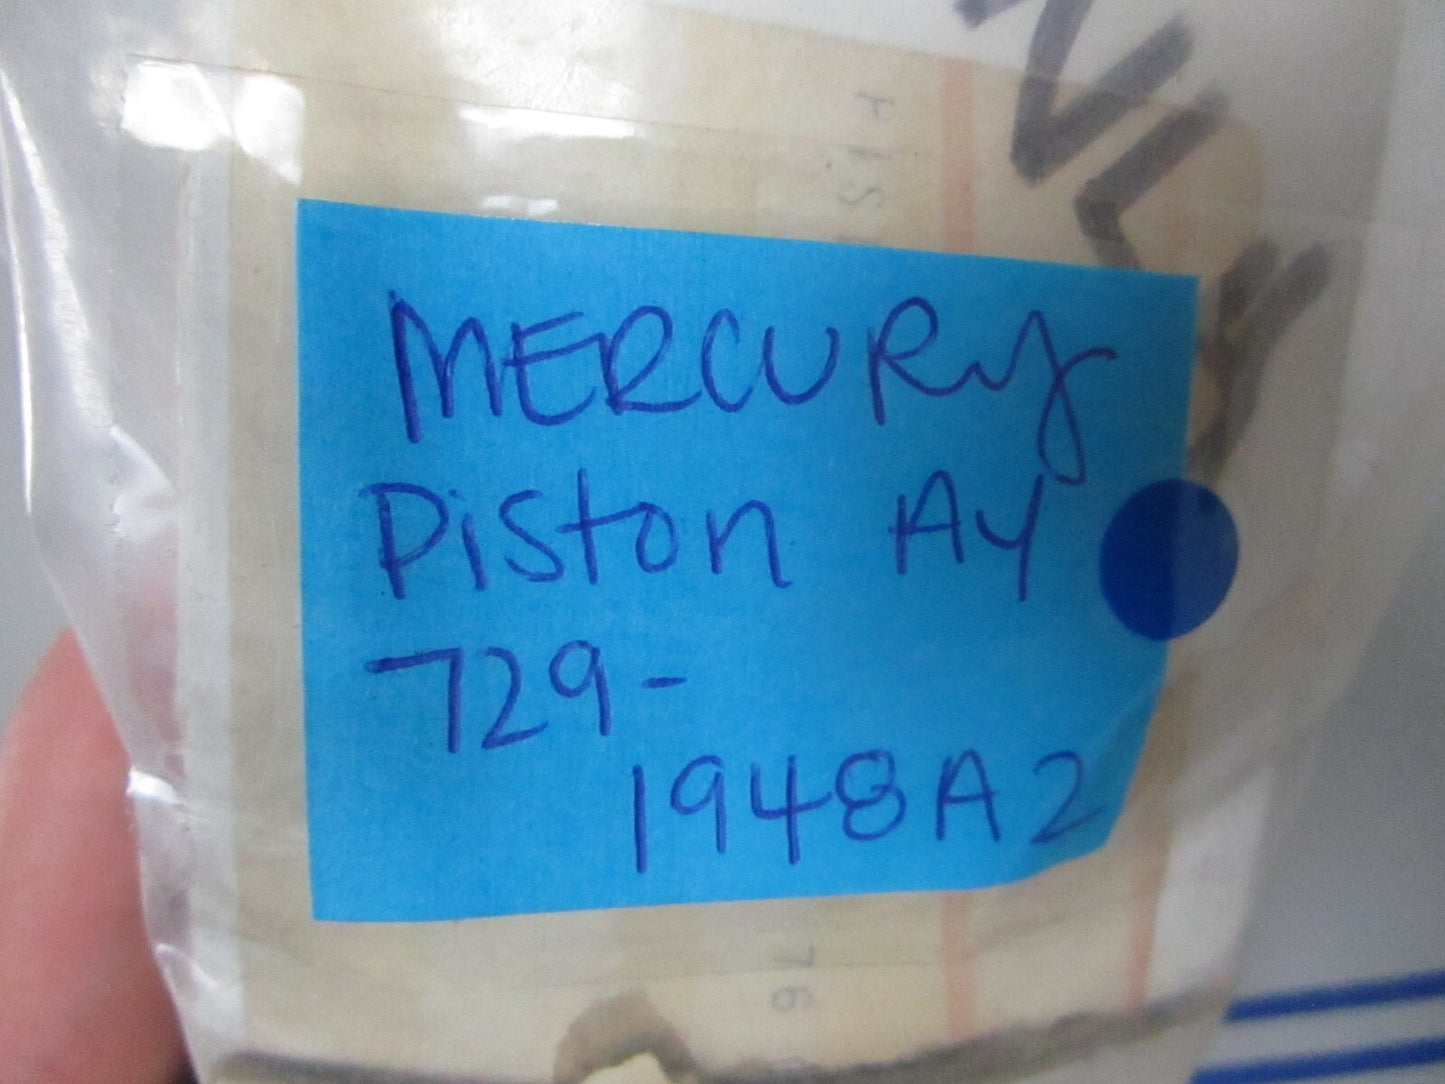 MERCURY
Piston AY
729-
1948A2